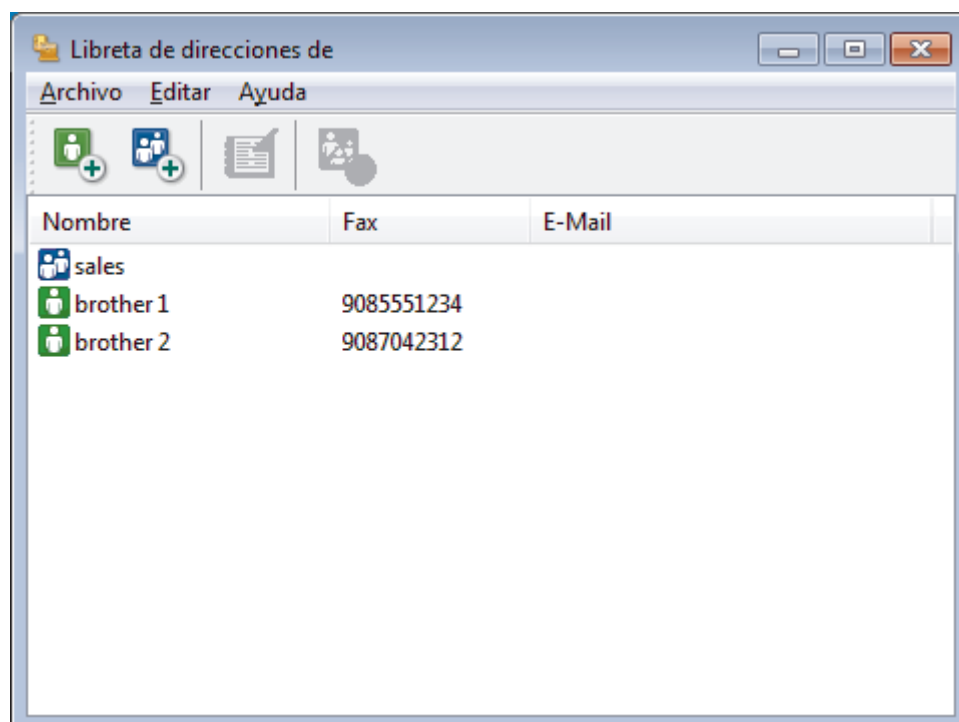 Libreta de direcciones de
Archivo Editar Ayuda
Nombre Fax E-Mail
sales
brother 1 9085551234
brother 2 9087042312